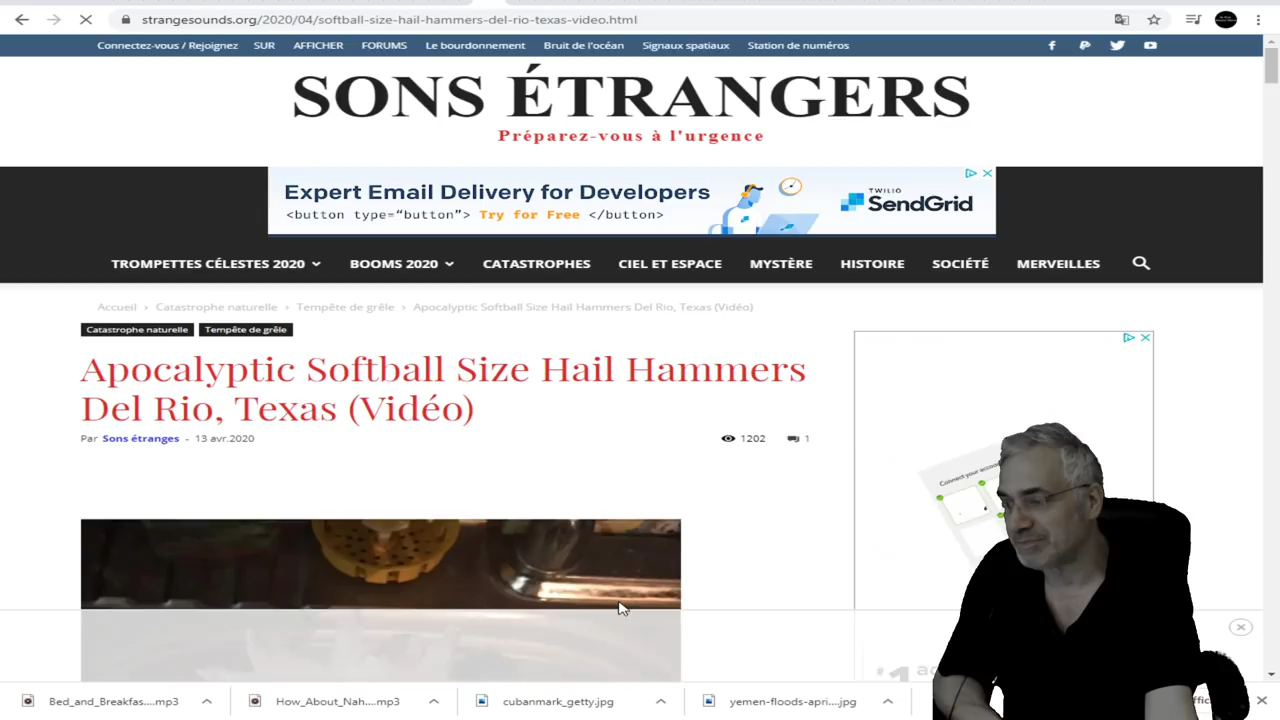 strangesounds.org/2020/04/softball-size-hail-hammers-del-rio-texas-video.html
Connectez-vous / Rejoignez SUR AFFICHER FORUMS Le bourdonnement Bruit de l'océan Signaux spatiaux Station de numéros
SONS ÉTRANGERS
Préparez-vous à l'urgence
Expert Email Delivery for Developers
<button type="button"> Try for Free </button>
TWILIO
SendGrid
TROMPETTES CÉLESTES 2020 BOOMS 2020 CATASTROPHES CIEL ET ESPACE MYSTÈRE HISTOIRE SOCIÉTÉ MERVEILLES
Accueil › Catastrophe naturelle › Tempête de grêle › Apocalyptic Softball Size Hail Hammers Del Rio, Texas (Vidéo)
Catastrophe naturelle Tempête de grêle
Apocalyptic Softball Size Hail Hammers
Del Rio, Texas (Vidéo)
Par Sons étranges - 13 avr.2020 1202 1
Connect your
Bed_and_Breakfas....mp3 How_About_Nah....mp3 cubanmark_getty.jpg yemen-floods-apri....jpg